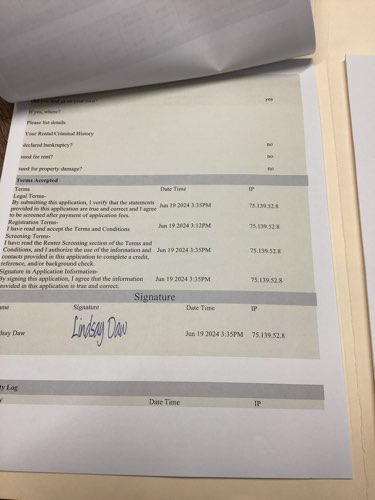 yes
If yes, where?
Please list details
Your Rental/Criminal History
declared bankruptcy? no
sued for rent? no
sued for property damage? no
Terms Accepted
Terms Date Time IP
Legal Terms-
By submitting this application, I verify that the statements
provided in this application are true and correct and I agree Jun 19 2024 3:35PM 75.139.52.8
to be screened after payment of application fees.
Registration Terms-
I have read and accept the Terms and Conditions Jun 19 2024 3:12PM 75.139.52.8
Screening Terms-
I have read the Renter Screening section of the Terms and
Conditions, and I authorize the use of the information and Jun 19 2024 3:35PM 75.139.52.8
contacts provided in this application to complete a credit,
reference, and/or background check.
Signature in Application Information-
By signing this application, I agree that the information Jun 19 2024 3:35PM 75.139.52.8
provided in this application is true and correct.
Signature
Signature Date Time IP
dsay Daw Lindsay Daw Jun 19 2024 3:35PM 75.139.52.8
ty Log
Date Time IP